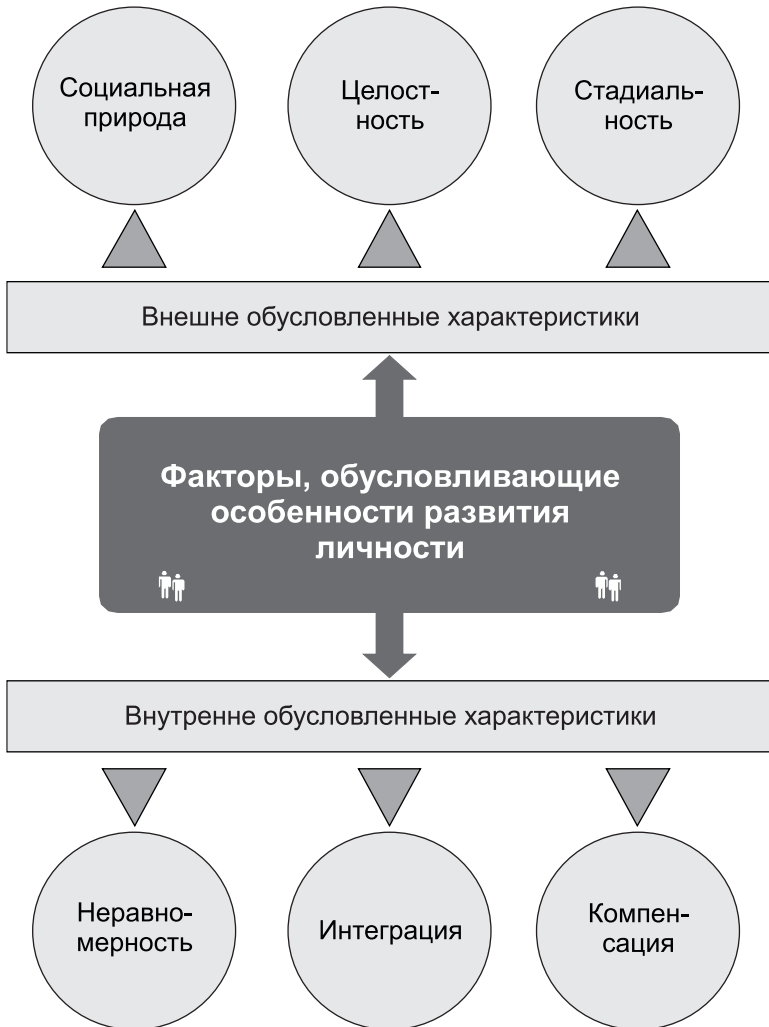 Социальная
природа
Целост-
ность
Стадиаль-
ность
Внешне обусловленные характеристики
Факторы, обусловливающие
особенности развития
личности
Внутренне обусловленные характеристики
Неравно-
мерность
Интеграция
Компен-
сация